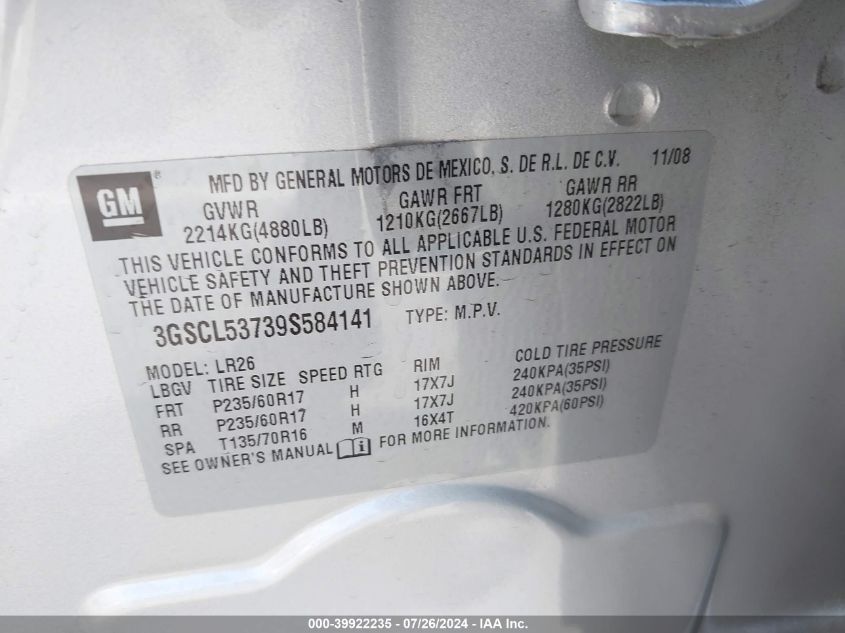 GM ® MFD BY GENERAL MOTORS DE MEXICO, S. DE R.L. DE C.V. 11/08
GVWR GAWR FRT GAWR RR
2214KG(4880LB) 1210KG(2667LB) 1280KG(2822LB)
THIS VEHICLE CONFORMS TO ALL APPLICABLE U.S. FEDERAL MOTOR
VEHICLE SAFETY AND THEFT PREVENTION STANDARDS IN EFFECT ON
THE DATE OF MANUFACTURE SHOWN ABOVE.
3GSCL53739S584141 TYPE: M.P.V.
MODEL: LR26
LBGV TIRE SIZE SPEED RTG RIM COLD TIRE PRESSURE
FRT P235/60R17 H 17X7J 240KPA(35PSI)
RR P235/60R17 H 17X7J 240KPA(35PSI)
SPA T135/70R16 M 16X4T 420KPA(60PSI)
SEE OWNER'S MANUAL i FOR MORE INFORMATION.
000-39922235 - 07/26/2024 - IAA Inc.